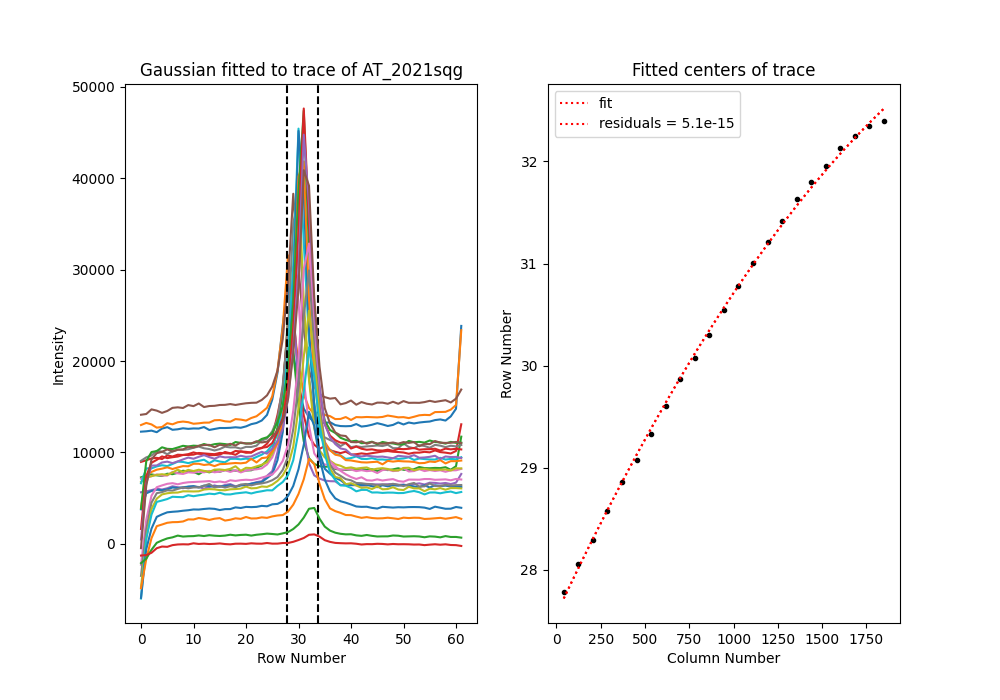 Gaussian fitted to trace of AT_2021sqg
50000
40000
30000
20000
10000
0
Intensity
0 10 20 30 40 50 60
Row Number
Fitted centers of trace
fit
residuals = 5.1e-15
32
31
30
29
28
Row Number
0 250 500 750 1000 1250 1500 1750
Column Number